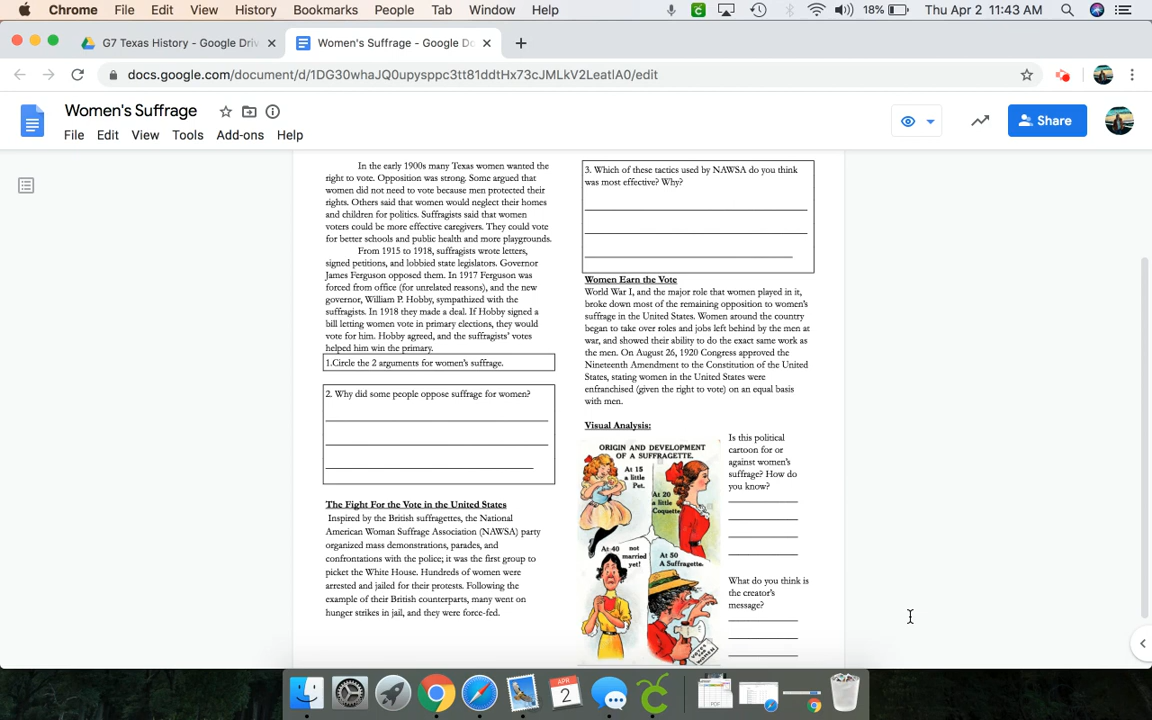 Chrome File Edit View History Bookmarks People Tab Window Help 18% Thu Apr 2 11:43 AM
G7 Texas History - Google Driv
Women's Suffrage - Google Do
docs.google.com/document/d/1DG30whaJQ0upysppc3tt81ddtHx73cJMLkV2LeatlA0/edit
Women's Suffrage
File Edit View Tools Add-ons Help
Share
In the early 1900s many Texas women wanted the
right to vote. Opposition was strong. Some argued that
women did not need to vote because men protected their
rights. Others said that women would neglect their homes
and children for politics. Suffragists said that women
voters could be more effective caregivers. They could vote
for better schools and public health and more playgrounds.
From 1915 to 1918, suffragists wrote letters,
signed petitions, and lobbied state legislators. Governor
James Ferguson opposed them. In 1917 Ferguson was
forced from office (for unrelated reasons), and the new
governor, William P. Hobby, sympathized with the
suffragists. In 1918 they made a deal. If Hobby signed a
bill letting women vote in primary elections, they would
vote for him. Hobby agreed, and the suffragists' votes
helped him win the primary.
1.Circle the 2 arguments for women's suffrage.
2. Why did some people oppose suffrage for women?
The Fight For the Vote in the United States
Inspired by the British suffragettes, the National
American Woman Suffrage Association (NAWSA) party
organized mass demonstrations, parades, and
confrontations with the police; it was the first group to
picket the White House. Hundreds of women were
arrested and jailed for their protests. Following the
example of their British counterparts, many went on
hunger strikes in jail, and they were force-fed.
3. Which of these tactics used by NAWSA do you think
was most effective? Why?
Women Earn the Vote
World War I, and the major role that women played in it,
broke down most of the remaining opposition to women's
suffrage in the United States. Women around the country
began to take over roles and jobs left behind by the men at
war, and showed their ability to do the exact same work as
the men. On August 26, 1920 Congress approved the
Nineteenth Amendment to the Constitution of the United
States, stating women in the United States were
enfranchised (given the right to vote) on an equal basis
with men.
Visual Analysis:
ORIGIN AND DEVELOPMENT
OF A SUFFRAGETTE.
At 15
a little
Pet.
At 20
a little
Coquette
At 40 not
married
yet!
At 50
A Suffragette.
VOTES
FOR
WOMEN
Is this political
cartoon for or
against women's
suffrage? How do
you know?
What do you think is
the creator's
message?
APR
2
PDF